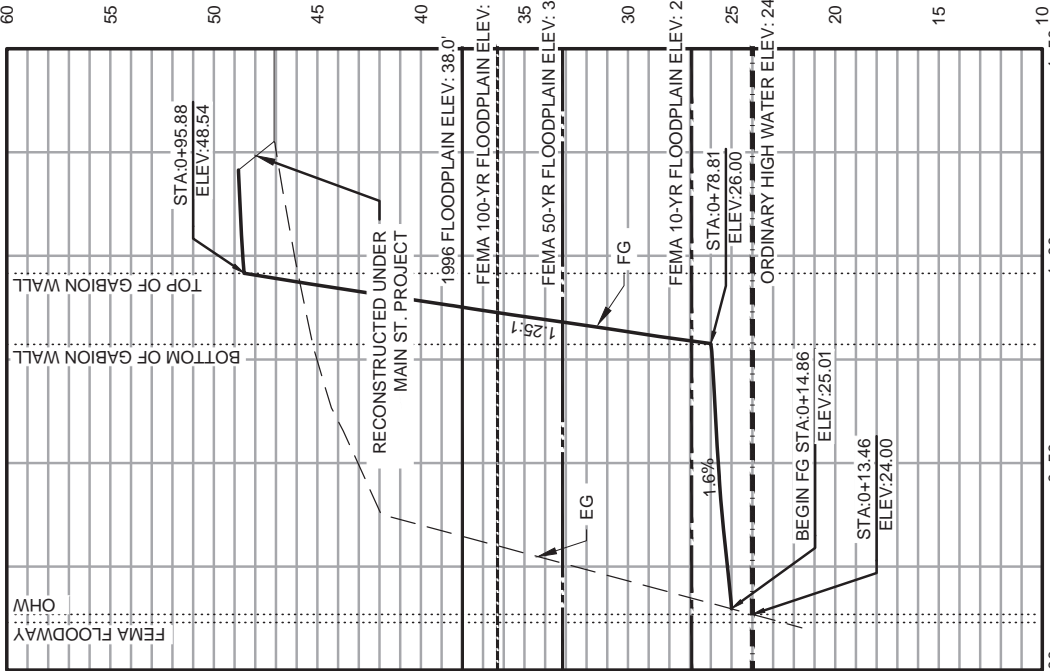 60
50
45
40
35
30
25
20
15
10
STA:0+95.88
ELEV:48.54
TOP OF GABION WALL
BOTTOM OF GABION WALL
RECONSTRUCTED UNDER
MAIN ST. PROJECT
1996 FLOODPLAIN ELEV: 38.0'
FEMA 100-YR FLOODPLAIN ELEV:
FEMA 50-YR FLOODPLAIN ELEV: 3
FG
1.25:1
FEMA 10-YR FLOODPLAIN ELEV: 2
STA:0+78.81
ELEV:26.00
ORDINARY HIGH WATER ELEV: 24
EG
1.6%
BEGIN FG STA:0+14.86
ELEV:25.01
STA:0+13.46
ELEV:24.00
OHW
FEMA FLOODWAY